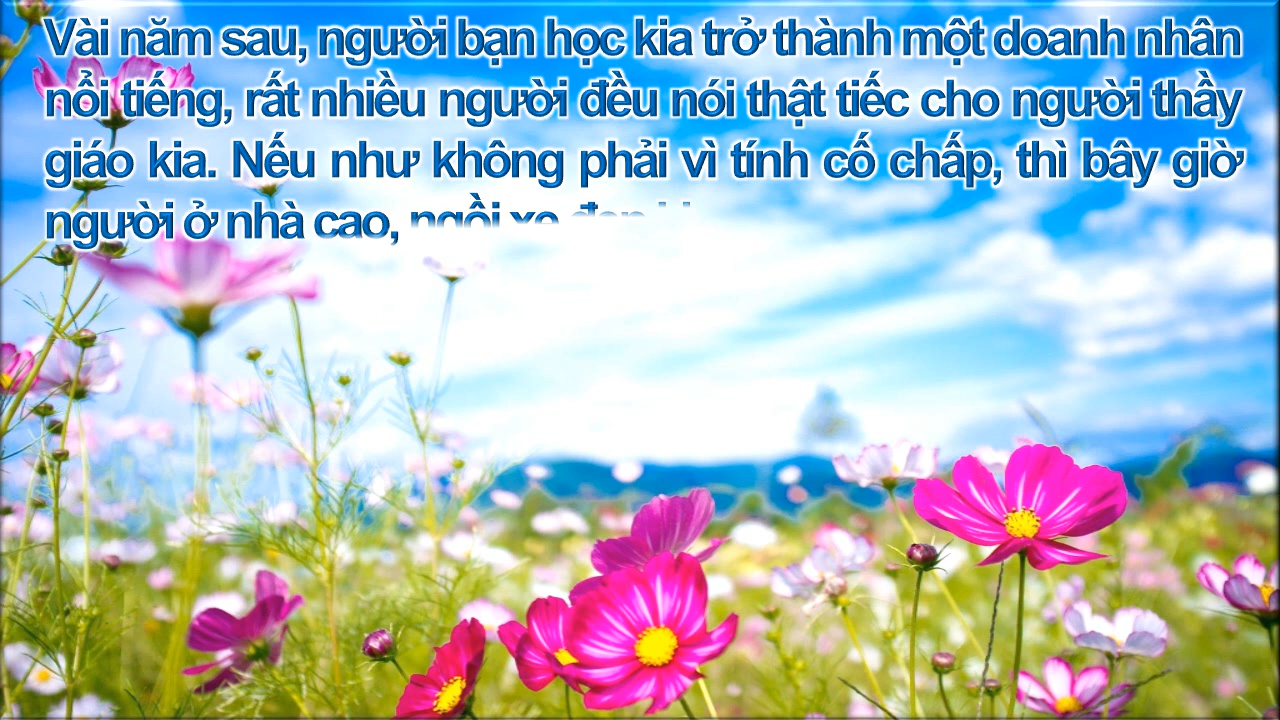 Vài năm sau, người bạn học kia trở thành một doanh nhân
nổi tiếng, rất nhiều người đều nói thật tiếc cho người thầy
giáo kia. Nếu như không phải vì tính cố chấp, thì bây giờ
người ở nhà cao, ngồi xe